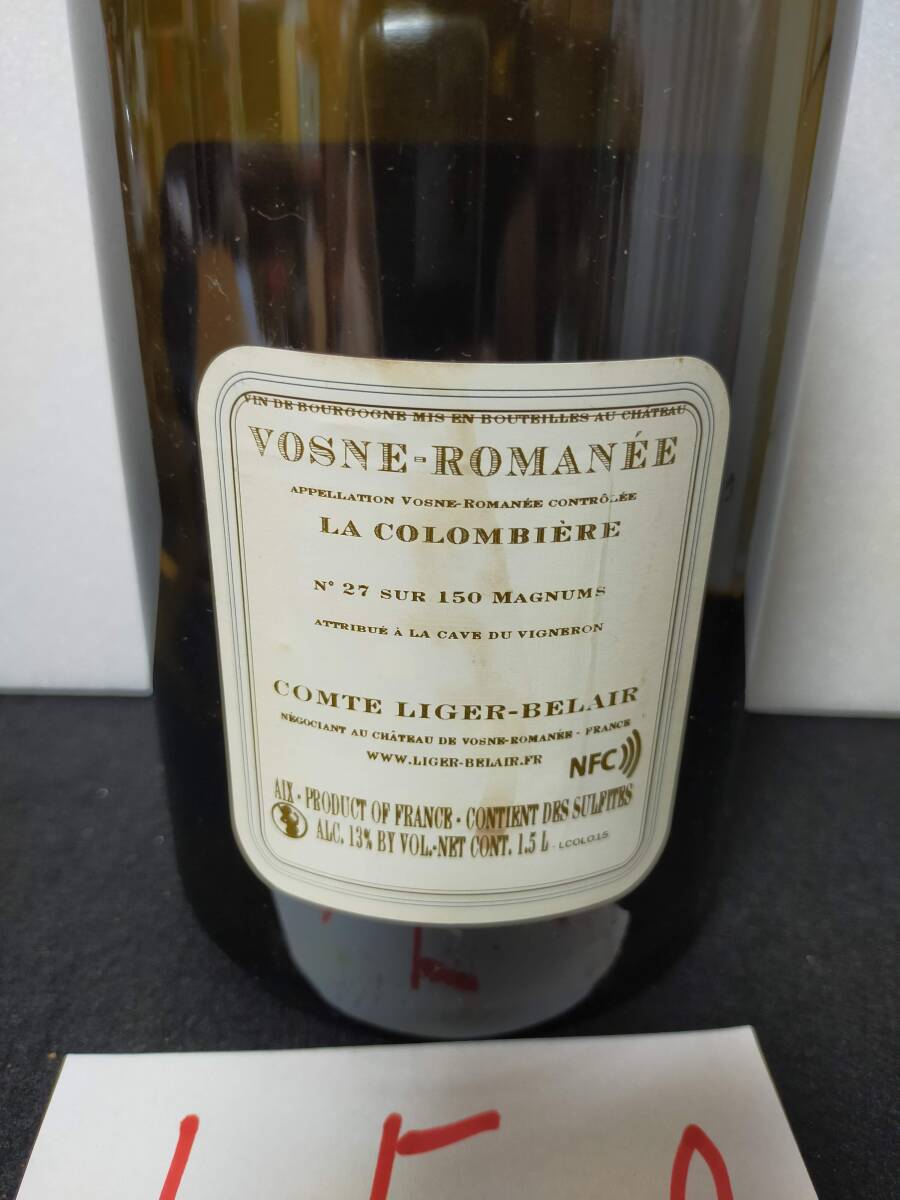 VIN DE BOURGOGNE MIS EN BOUTEILLES AU CHÂTEAU
VOSNE-ROMANÉE
APPELLATION VOSNE-ROMANÉE CONTRÔLÉE
LA COLOMBIÈRE
N° 27 SUR 150 MAGNUMS
ATTRIBUÉ À LA CAVE DU VIGNERON
COMTE LIGER-BELAIR
NÉGOCIANT AU CHÂTEAU DE VOSNE-ROMANÉE - FRANCE
WWW.LIGER-BELAIR.FR
NFC
AIX - PRODUCT OF FRANCE - CONTIENT DES SULFITES
ALC. 13% BY VOL.-NET CONT. 1.5 L - LCOLO.15